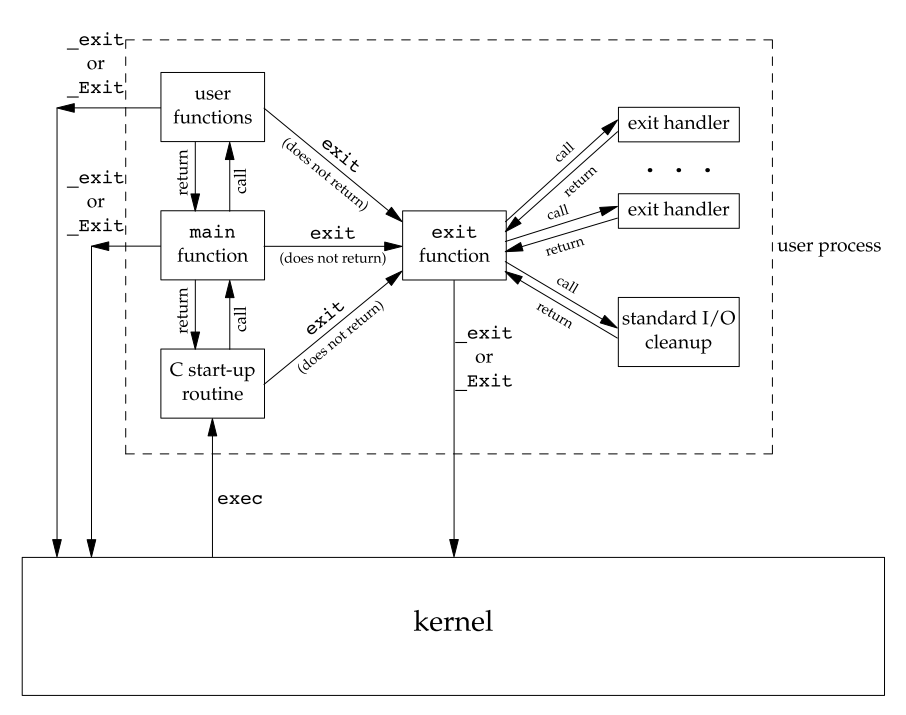 _exit
or
_Exit
user
functions
exit
(does not return)
return
call
_exit
or
_Exit
main
function
exit
(does not return)
exit
function
return
call
C start-up
routine
exit
(does not return)
call
return
exit handler
. . .
call
return
exit handler
call
return
standard I/O
cleanup
user process
_exit
or
_Exit
exec
kernel